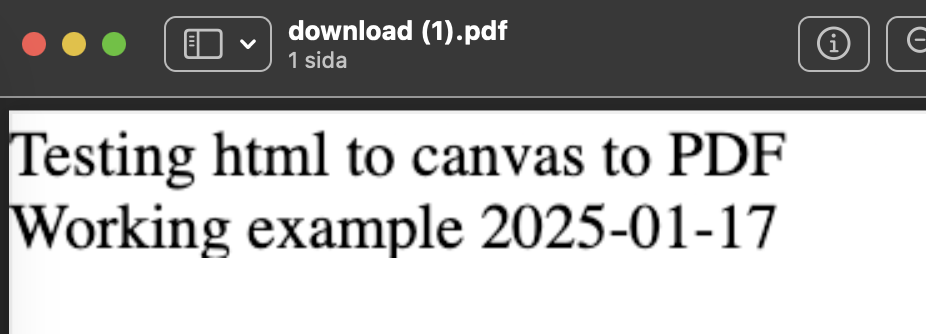 download (1).pdf
1 sida
Testing html to canvas to PDF
Working example 2025-01-17